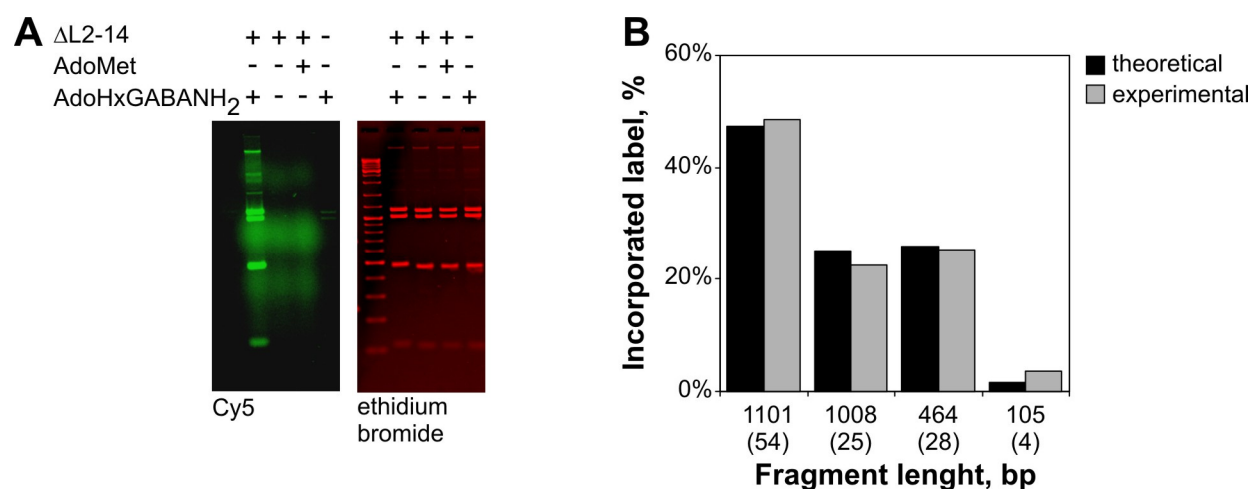 A
ΔL2-14 + + + - + + + -
AdoMet - - + - - - + -
AdoHxGABANH2 + - - + + - - +
Cy5
ethidium
bromide
B
60%
40%
20%
0%
Incorporated label, %
theoretical
experimental
1101 1008 464 105
(54) (25) (28) (4)
Fragment lenght, bp